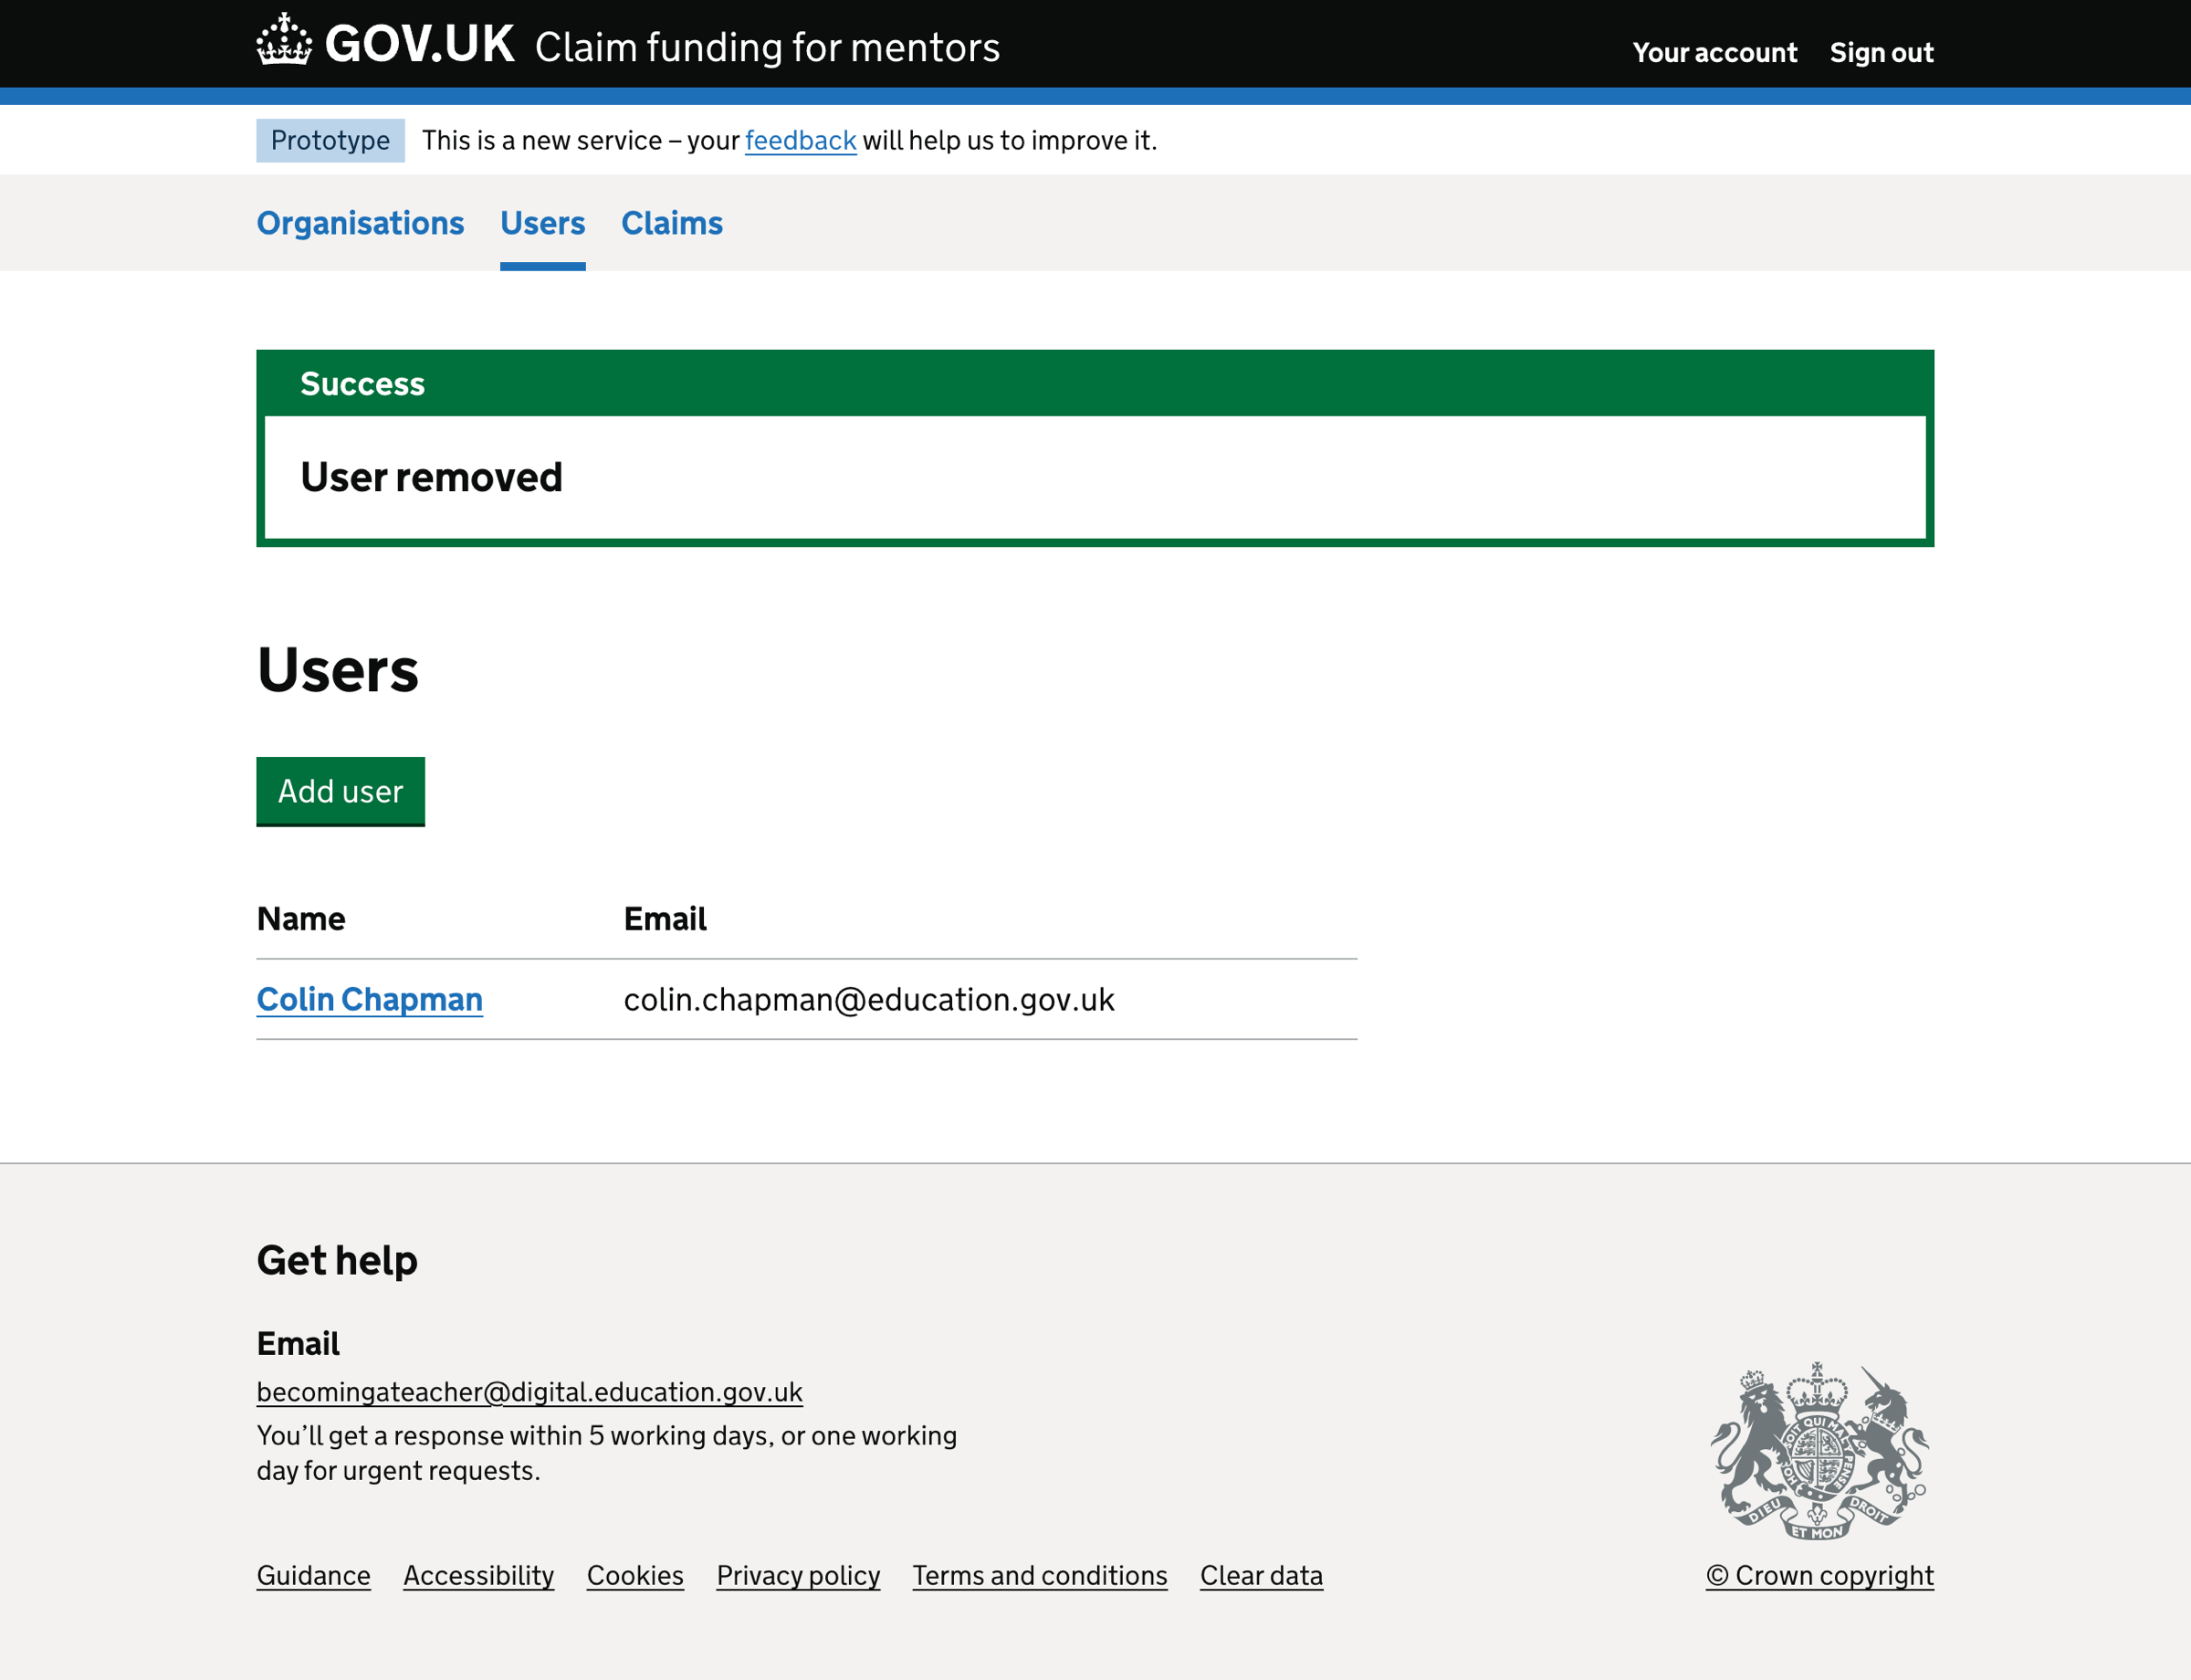 GOV.UK Claim funding for mentors
Your account Sign out
Prototype This is a new service – your feedback will help us to improve it.
Organisations Users Claims
Success
User removed
Users
Add user
Name Email
Colin Chapman colin.chapman@education.gov.uk
Get help
Email
becomingateacher@digital.education.gov.uk
You’ll get a response within 5 working days, or one working
day for urgent requests.
QUI MAL PENSE
DIEU ET MON DROIT
Guidance Accessibility Cookies Privacy policy Terms and conditions Clear data
© Crown copyright